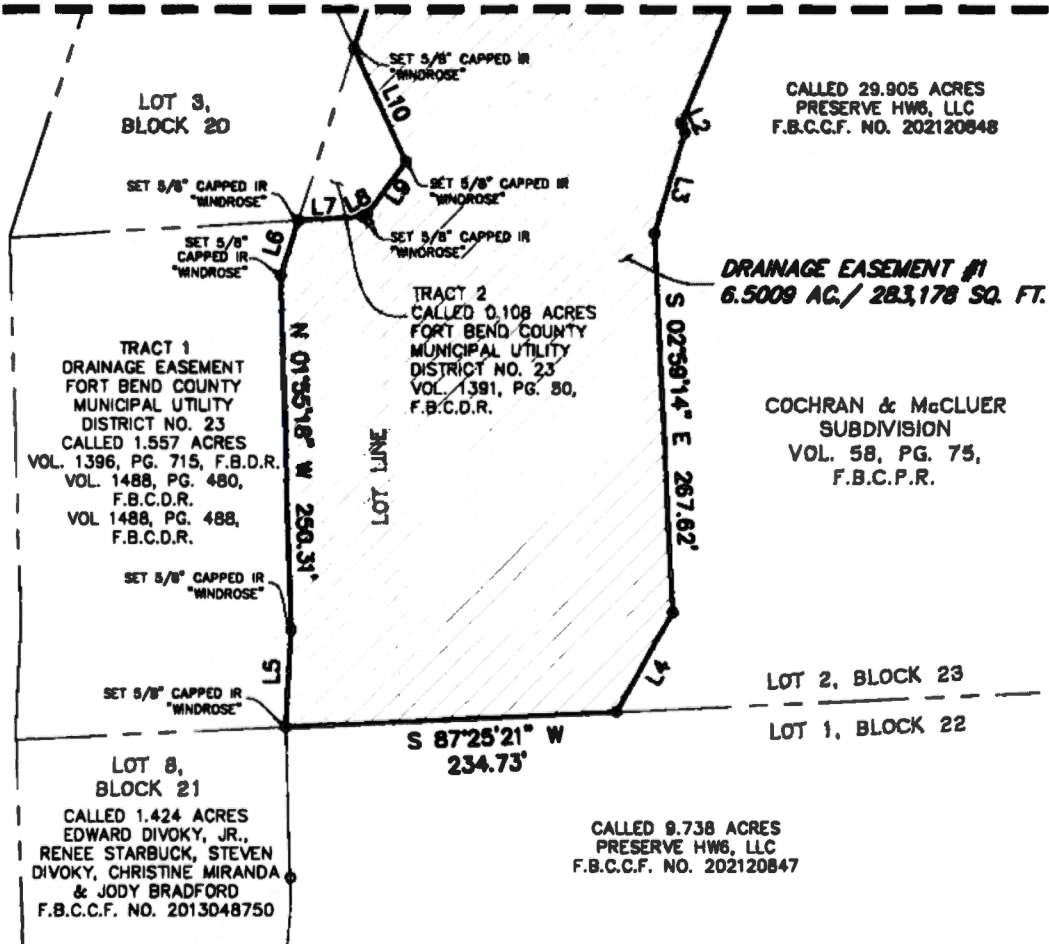 SET 5/8" CAPPED IR
"WINDROSE"
LOT 3,
BLOCK 20
L10
CALLED 29.905 ACRES
PRESERVE HW6, LLC
F.B.C.C.F. NO. 202120848
L2
SET 5/8" CAPPED IR
"WINDROSE"
L7
L8
L9
SET 5/8" CAPPED IR
"WINDROSE"
L3
SET 5/8"
CAPPED IR
"WINDROSE"
L6
SET 5/8" CAPPED IR
"WINDROSE"
DRAINAGE EASEMENT #1
6.5009 AC./ 283,178 SQ. FT.
TRACT 2
CALLED 0.108 ACRES
FORT BEND COUNTY
MUNICIPAL UTILITY
DISTRICT NO. 23
VOL. 1391, PG. 80,
F.B.C.D.R.
N 01°55'18" W 250.31'
S 02°59'14" E 267.62'
TRACT 1
DRAINAGE EASEMENT
FORT BEND COUNTY
MUNICIPAL UTILITY
DISTRICT NO. 23
CALLED 1.557 ACRES
VOL. 1396, PG. 715, F.B.D.R.
VOL. 1488, PG. 480,
F.B.C.D.R.
VOL 1488, PG. 488,
F.B.C.D.R.
LOT LINE
COCHRAN & McCLUER
SUBDIVISION
VOL. 58, PG. 75,
F.B.C.P.R.
SET 5/8" CAPPED IR
"WINDROSE"
L5
L4
SET 5/8" CAPPED IR
"WINDROSE"
LOT 2, BLOCK 23
LOT 1, BLOCK 22
S 87°25'21" W
234.73'
LOT 8,
BLOCK 21
CALLED 1.424 ACRES
EDWARD DIVOKY, JR.,
RENEE STARBUCK, STEVEN
DIVOKY, CHRISTINE MIRANDA
& JODY BRADFORD
F.B.C.C.F. NO. 2013048750
CALLED 9.738 ACRES
PRESERVE HW6, LLC
F.B.C.C.F. NO. 202120847